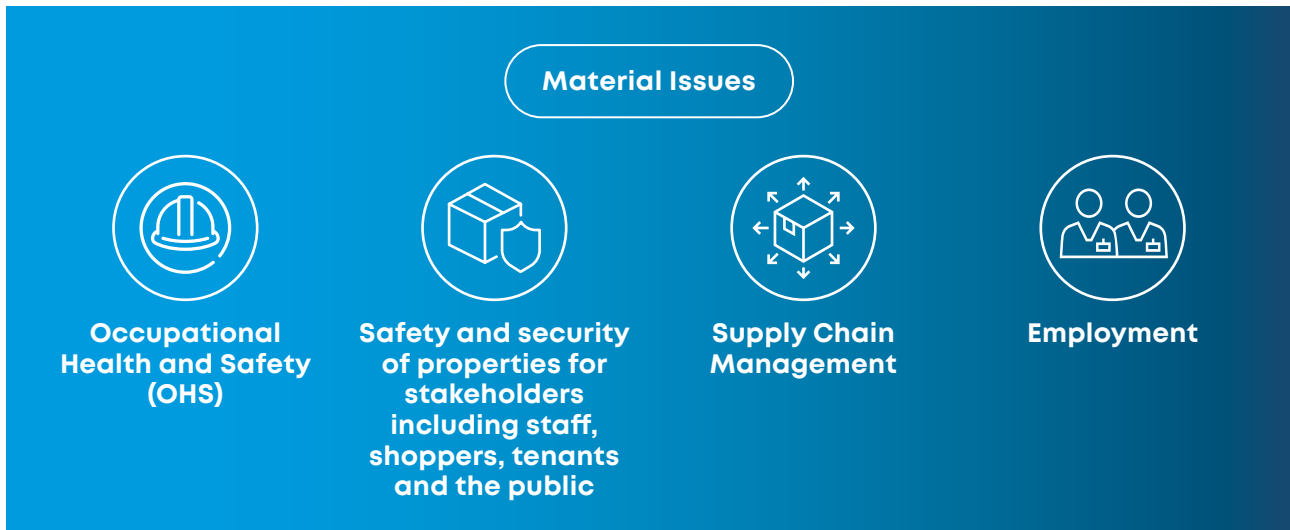 Material Issues
Occupational
Health and Safety
(OHS)
Safety and security
of properties for
stakeholders
including staff,
shoppers, tenants
and the public
Supply Chain
Management
Employment